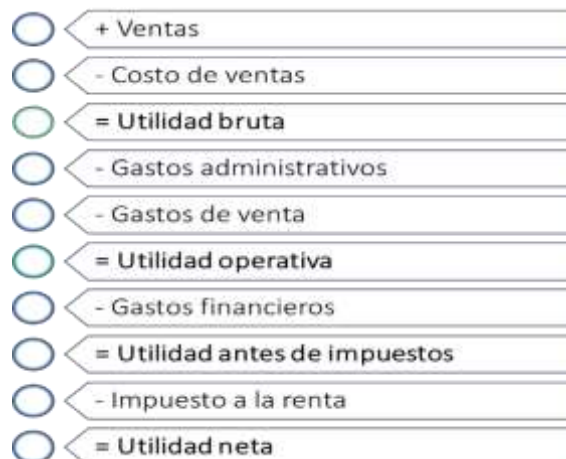 + Ventas
- Costo de ventas
= Utilidad bruta
- Gastos administrativos
- Gastos de venta
= Utilidad operativa
- Gastos financieros
= Utilidad antes de impuestos
- Impuesto a la renta
= Utilidad neta